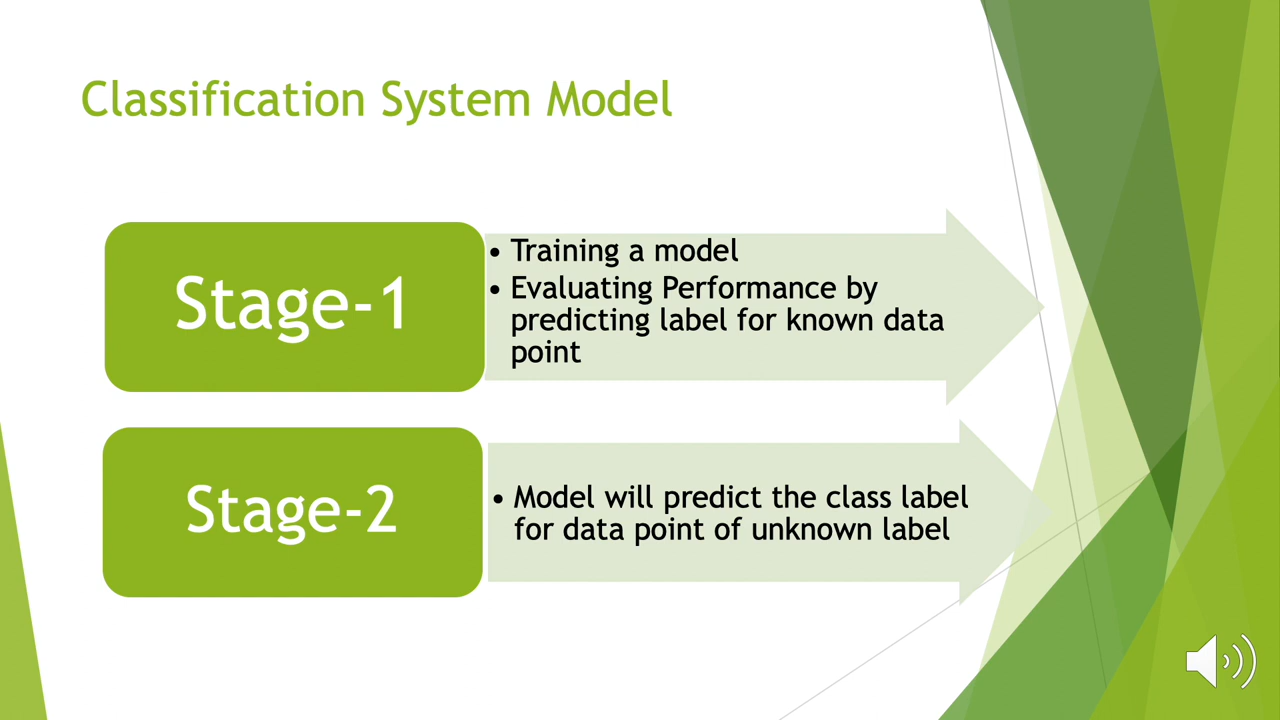 Classification System Model
Stage-1
• Training a model
• Evaluating Performance by
predicting label for known data
point
Stage-2
• Model will predict the class label
for data point of unknown label